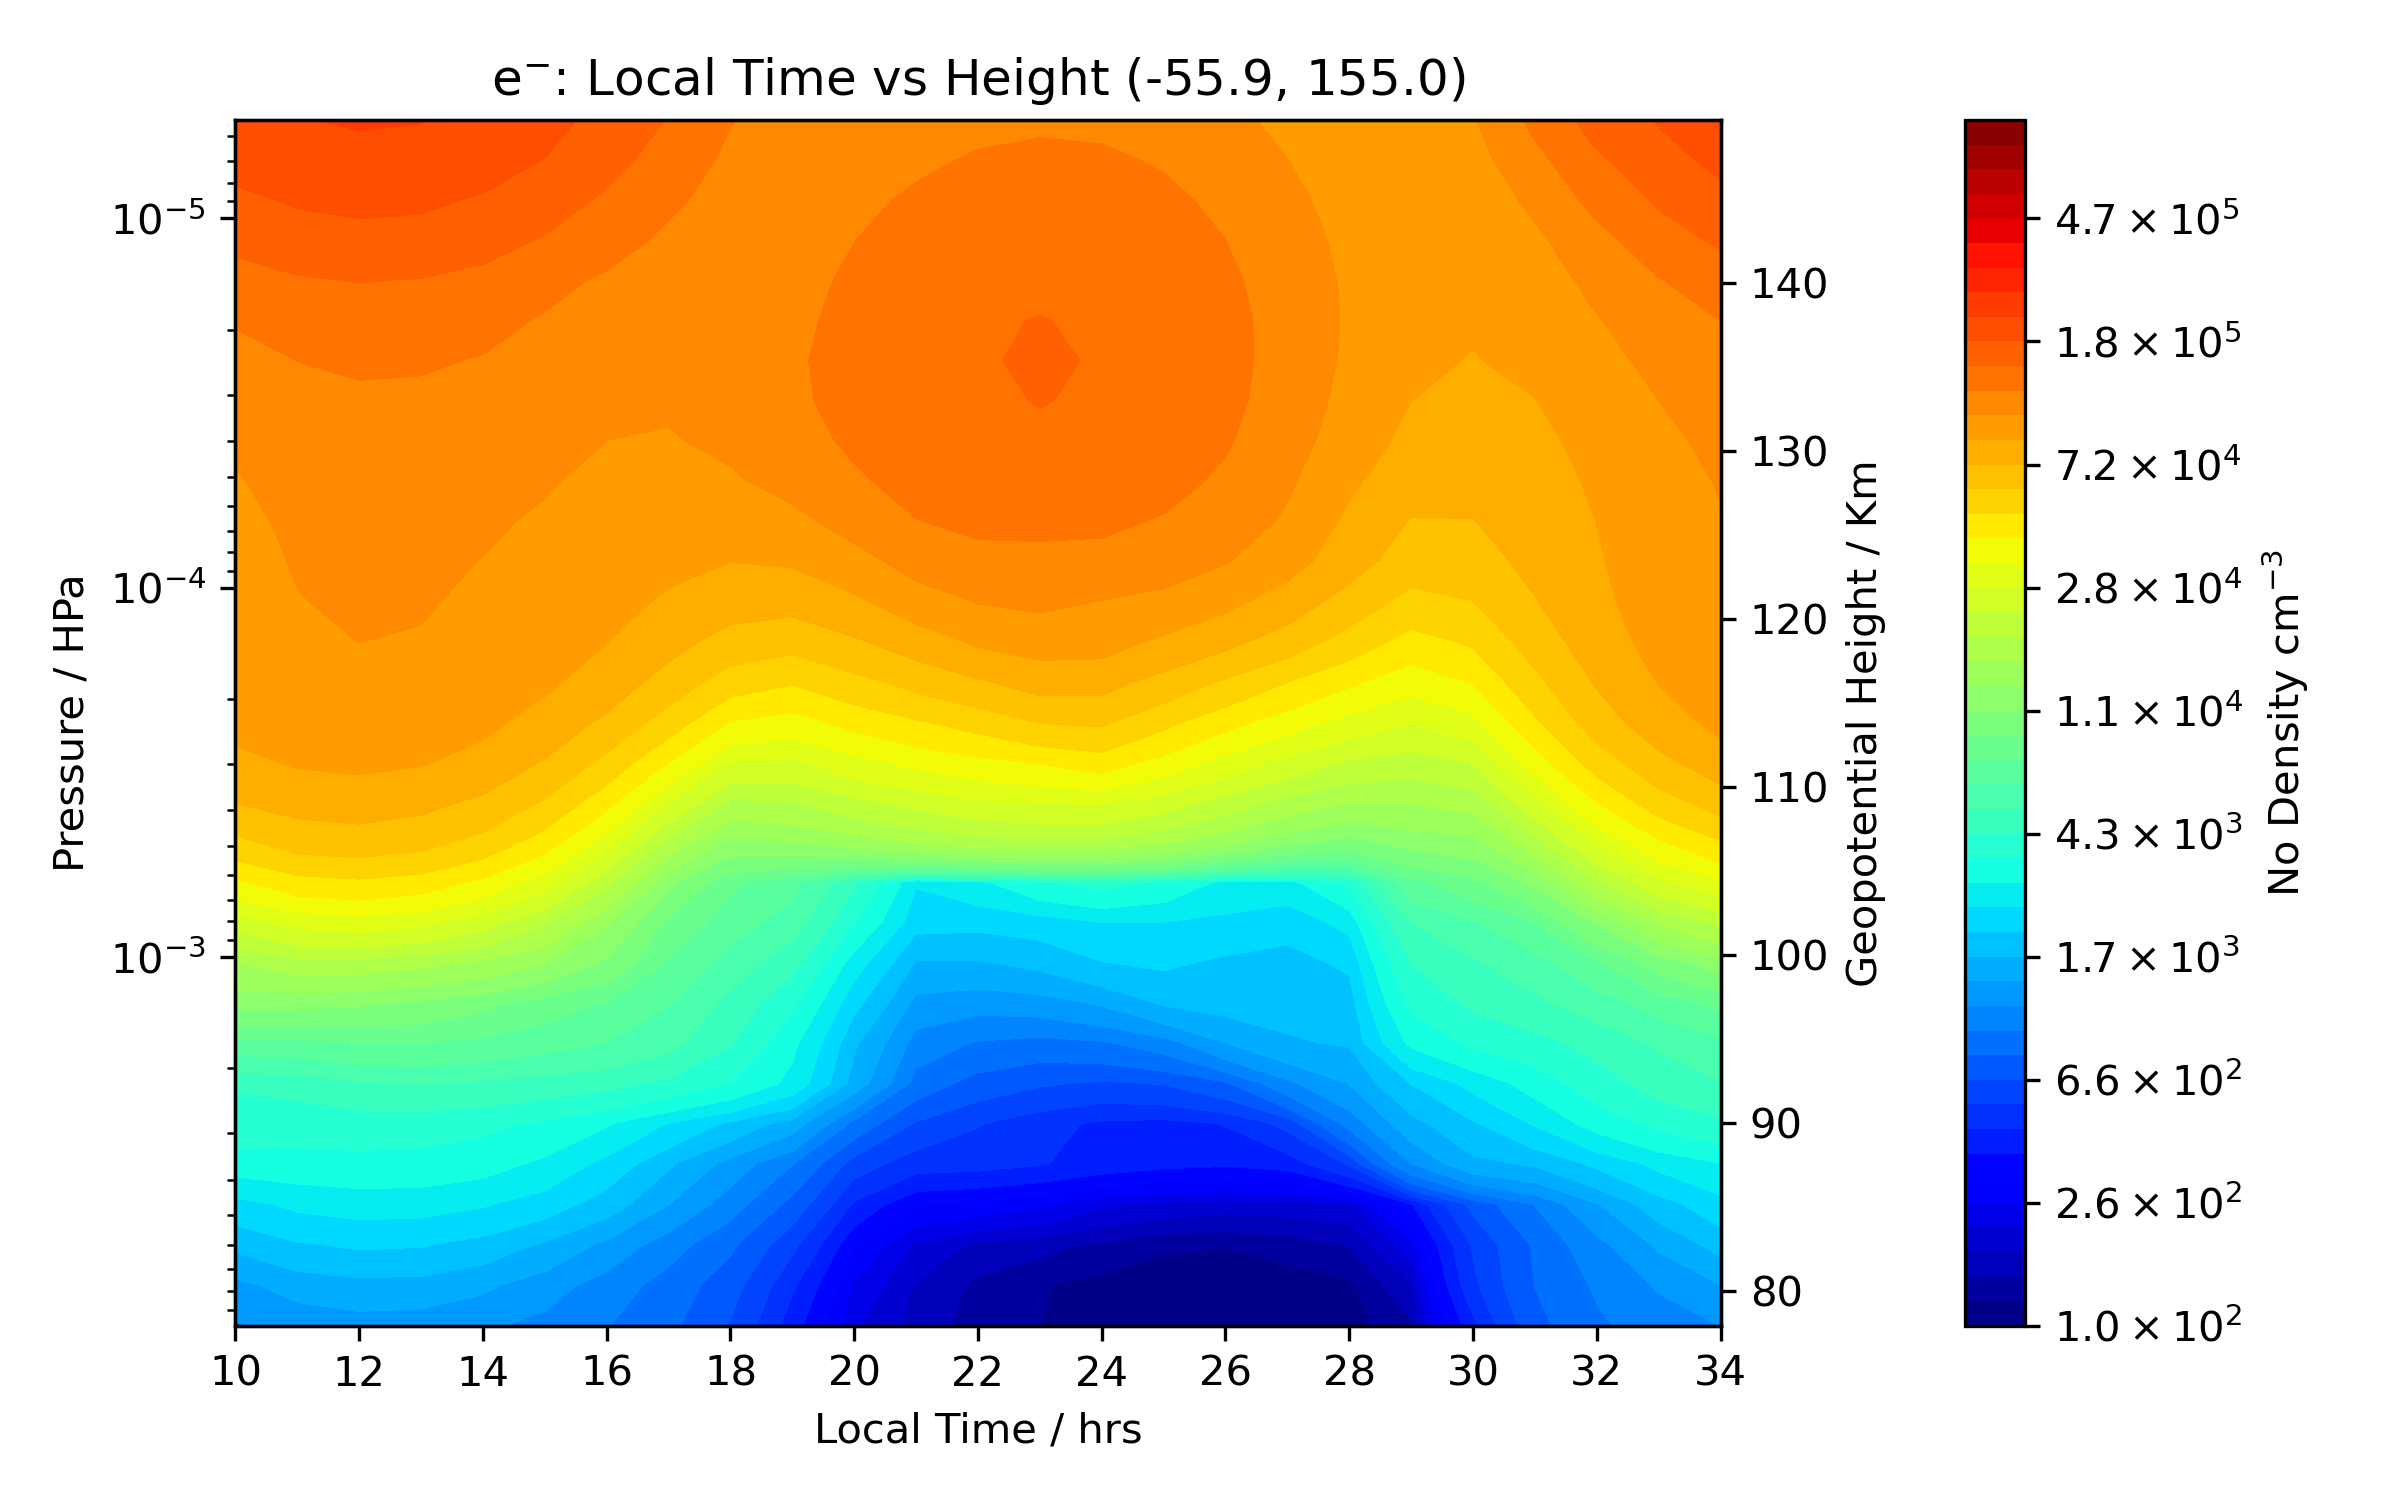 e⁻: Local Time vs Height (-55.9, 155.0)
10⁻⁵
10⁻⁴
10⁻³
Pressure / HPa
10 12 14 16 18 20 22 24 26 28 30 32 34
Local Time / hrs
140
130
120
110
100
90
80
Geopotential Height / Km
4.7 × 10⁵
1.8 × 10⁵
7.2 × 10⁴
2.8 × 10⁴
1.1 × 10⁴
4.3 × 10³
1.7 × 10³
6.6 × 10²
2.6 × 10²
1.0 × 10²
No Density cm⁻³